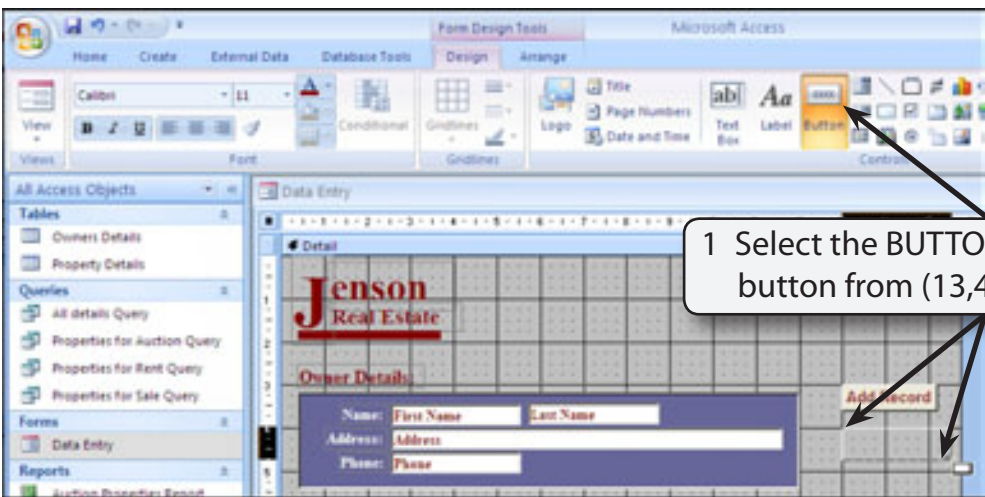 Form Design Tools
Microsoft Access
Home Create External Data Database Tools Design Arrange
Calibri 11
View
B I U
Conditional
Gridlines
Logo
Title
Page Numbers
Date and Time
ab|
Text Box
Aa
Label
xxxx
Button
Views Font Gridlines Controls
All Access Objects
Data Entry
Tables
Owners Details
Property Details
Queries
All details Query
Properties for Auction Query
Properties for Rent Query
Properties for Sale Query
Forms
Data Entry
Reports
Auction Properties Report
Detail
Jenson
Real Estate
Owner Details:
Name: First Name Last Name
Address: Address
Phone: Phone
Add Record
1 Select the BUTTO
button from (13,4